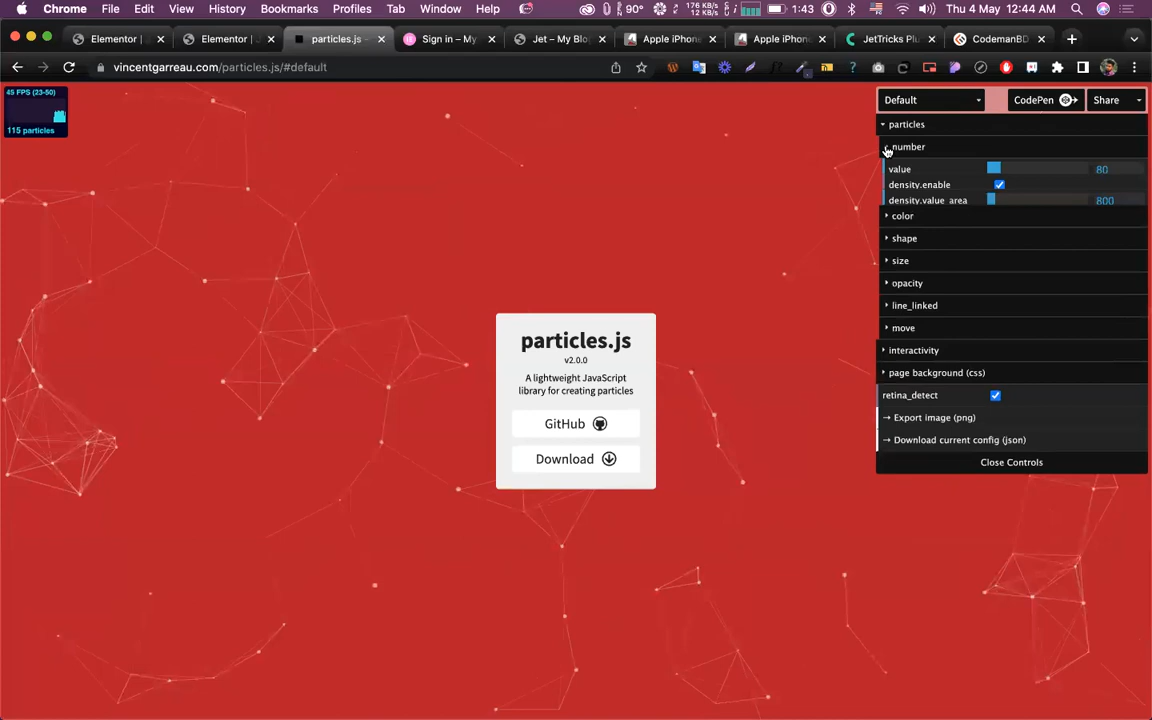 Chrome File Edit View History Bookmarks Profiles Tab Window Help 90° 176 KB/s 12 KB/s 1:43 Thu 4 May 12:44 AM
Elementor Elementor particles.js - Sign in – My Jet – My Blo Apple iPhon Apple iPhon JetTricks Plu CodemanBD
vincentgarreau.com/particles.js/#default
45 FPS (23-50)
115 particles
Default CodePen Share
particles
number
value 80
density.enable
density.value_area 800
color
shape
size
opacity
line_linked
move
interactivity
page background (css)
retina_detect
→ Export image (png)
→ Download current config (json)
Close Controls
particles.js
v2.0.0
A lightweight JavaScript
library for creating particles
GitHub
Download